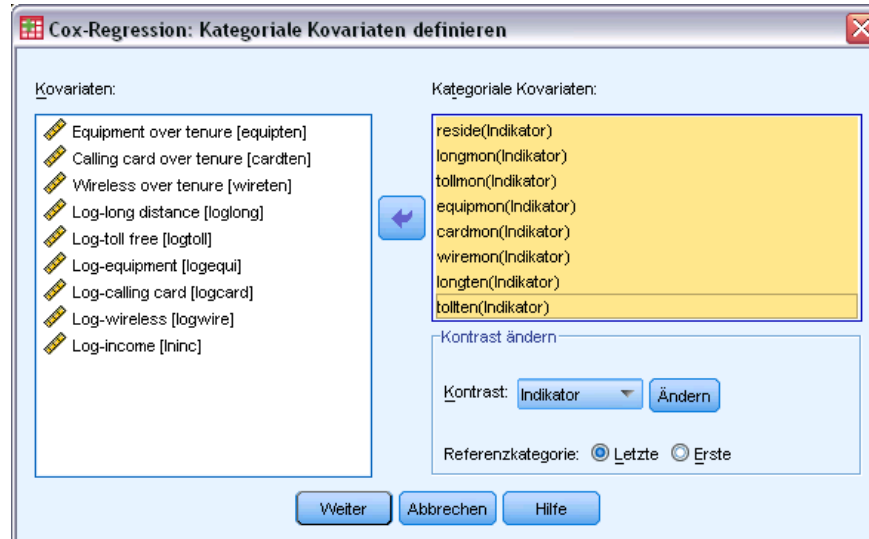 Cox-Regression: Kategoriale Kovariaten definieren
Kovariaten:
Equipment over tenure [equipten]
Calling card over tenure [cardten]
Wireless over tenure [wireten]
Log-long distance [loglong]
Log-toll free [logtoll]
Log-equipment [logequi]
Log-calling card [logcard]
Log-wireless [logwire]
Log-income [lninc]
Kategoriale Kovariaten:
reside(Indikator)
longmon(Indikator)
tollmon(Indikator)
equipmon(Indikator)
cardmon(Indikator)
wiremon(Indikator)
longten(Indikator)
tollten(Indikator)
Kontrast ändern
Kontrast: Indikator Ändern
Referenzkategorie: Letzte Erste
Weiter Abbrechen Hilfe